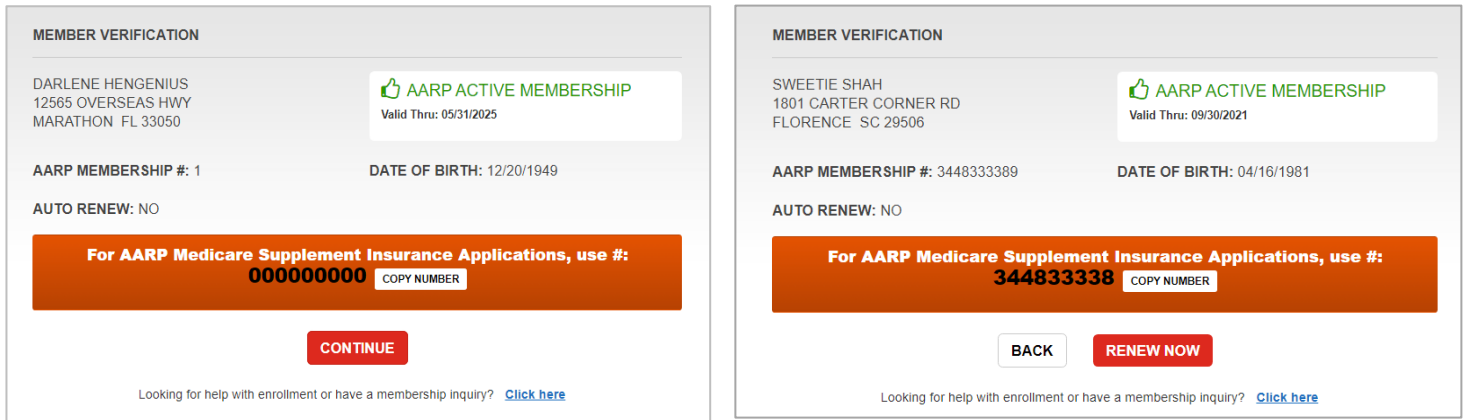 MEMBER VERIFICATION
DARLENE HENGENIUS
12565 OVERSEAS HWY
MARATHON FL 33050
AARP ACTIVE MEMBERSHIP
Valid Thru: 05/31/2025
AARP MEMBERSHIP #: 1
DATE OF BIRTH: 12/20/1949
AUTO RENEW: NO
For AARP Medicare Supplement Insurance Applications, use #:
000000000 COPY NUMBER
CONTINUE
Looking for help with enrollment or have a membership inquiry? Click here
MEMBER VERIFICATION
SWEETIE SHAH
1801 CARTER CORNER RD
FLORENCE SC 29506
AARP ACTIVE MEMBERSHIP
Valid Thru: 09/30/2021
AARP MEMBERSHIP #: 3448333389
DATE OF BIRTH: 04/16/1981
AUTO RENEW: NO
For AARP Medicare Supplement Insurance Applications, use #:
344833338 COPY NUMBER
BACK RENEW NOW
Looking for help with enrollment or have a membership inquiry? Click here